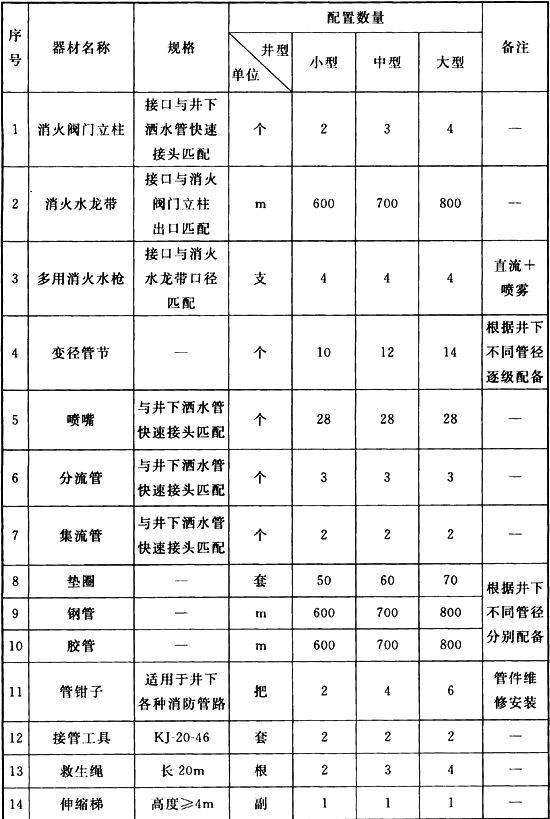 序号 器材名称 规格 配置数量 备注
井型 单位 小型 中型 大型
1 消火阀门立柱 接口与井下洒水管快速接头匹配 个 2 3 4 —
2 消火水龙带 接口与消火阀门立柱出口匹配 m 600 700 800 —
3 多用消火水枪 接口与消火水龙带口径匹配 支 4 4 4 直流+喷雾
4 变径管节 — 个 10 12 14 根据井下不同管径逐级配备
5 喷嘴 与井下洒水管快速接头匹配 个 28 28 28 —
6 分流管 与井下洒水管快速接头匹配 个 3 3 3 —
7 集流管 与井下洒水管快速接头匹配 个 2 2 2 —
8 垫圈 — 套 50 60 70 根据井下不同管径分别配备
9 钢管 — m 600 700 800
10 胶管 — m 600 700 800
11 管钳子 适用于井下各种消防管路 把 2 4 6 管件维修安装
12 接管工具 KJ-20-46 套 2 2 2 —
13 救生绳 长 20m 根 2 3 4 —
14 伸缩梯 高度≥4m 副 1 1 1 —